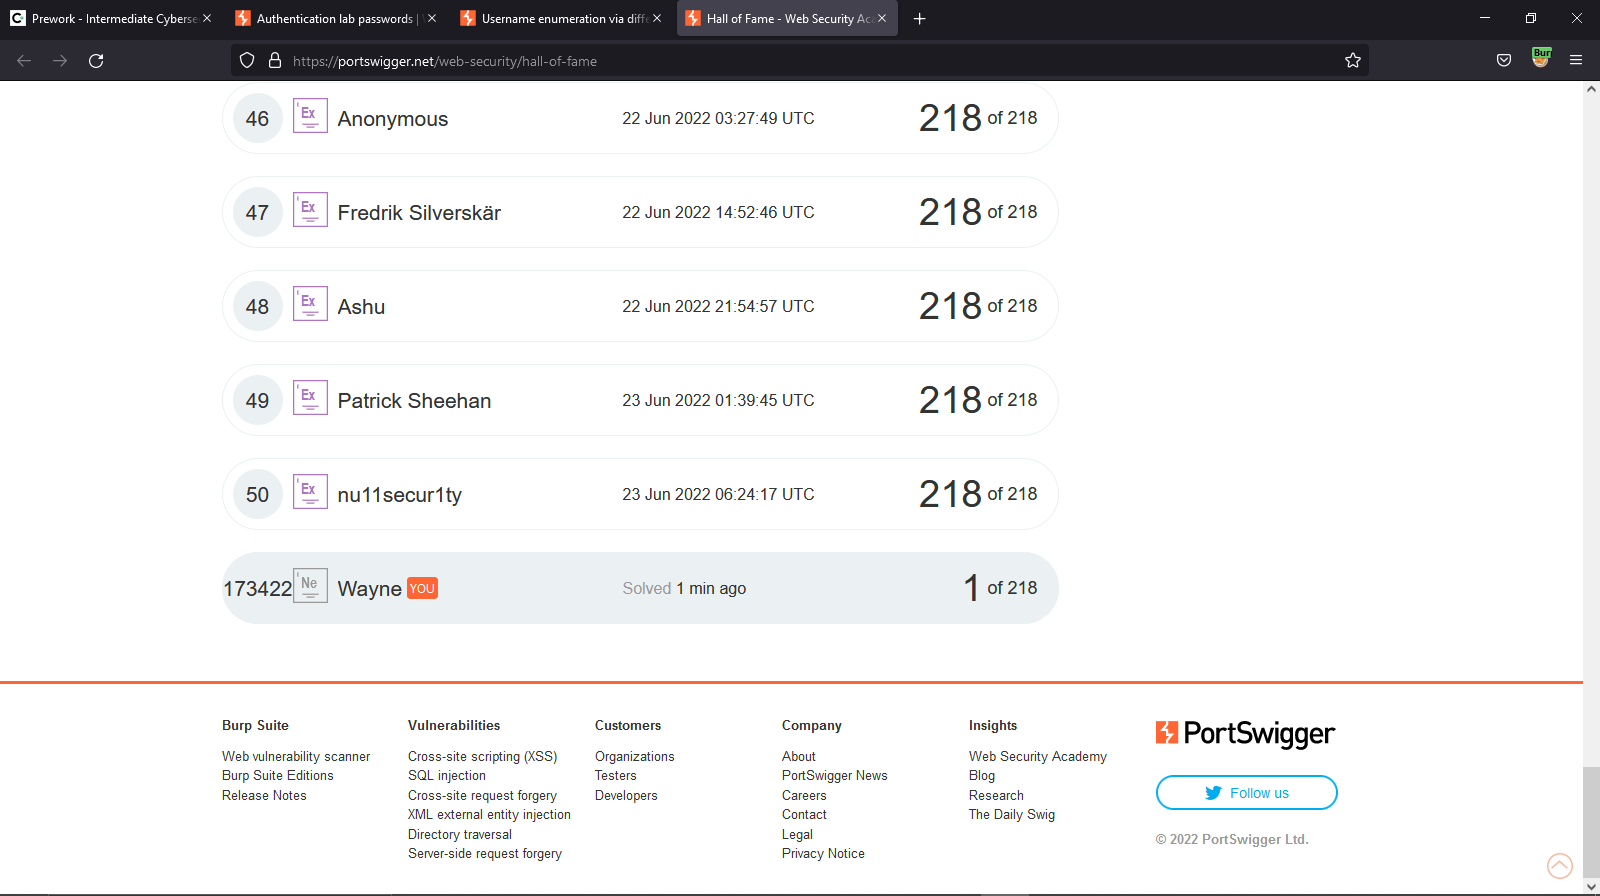 Prework - Intermediate Cyberse
Authentication lab passwords |
Username enumeration via diffe
Hall of Fame - Web Security Aca
https://portswigger.net/web-security/hall-of-fame
Burp
46 Ex Anonymous 22 Jun 2022 03:27:49 UTC 218 of 218
47 Ex Fredrik Silverskär 22 Jun 2022 14:52:46 UTC 218 of 218
48 Ex Ashu 22 Jun 2022 21:54:57 UTC 218 of 218
49 Ex Patrick Sheehan 23 Jun 2022 01:39:45 UTC 218 of 218
50 Ex nu11secur1ty 23 Jun 2022 06:24:17 UTC 218 of 218
173422 Ne Wayne YOU Solved 1 min ago 1 of 218
Burp Suite
Web vulnerability scanner
Burp Suite Editions
Release Notes
Vulnerabilities
Cross-site scripting (XSS)
SQL injection
Cross-site request forgery
XML external entity injection
Directory traversal
Server-side request forgery
Customers
Organizations
Testers
Developers
Company
About
PortSwigger News
Careers
Contact
Legal
Privacy Notice
Insights
Web Security Academy
Blog
Research
The Daily Swig
PortSwigger
Follow us
© 2022 PortSwigger Ltd.